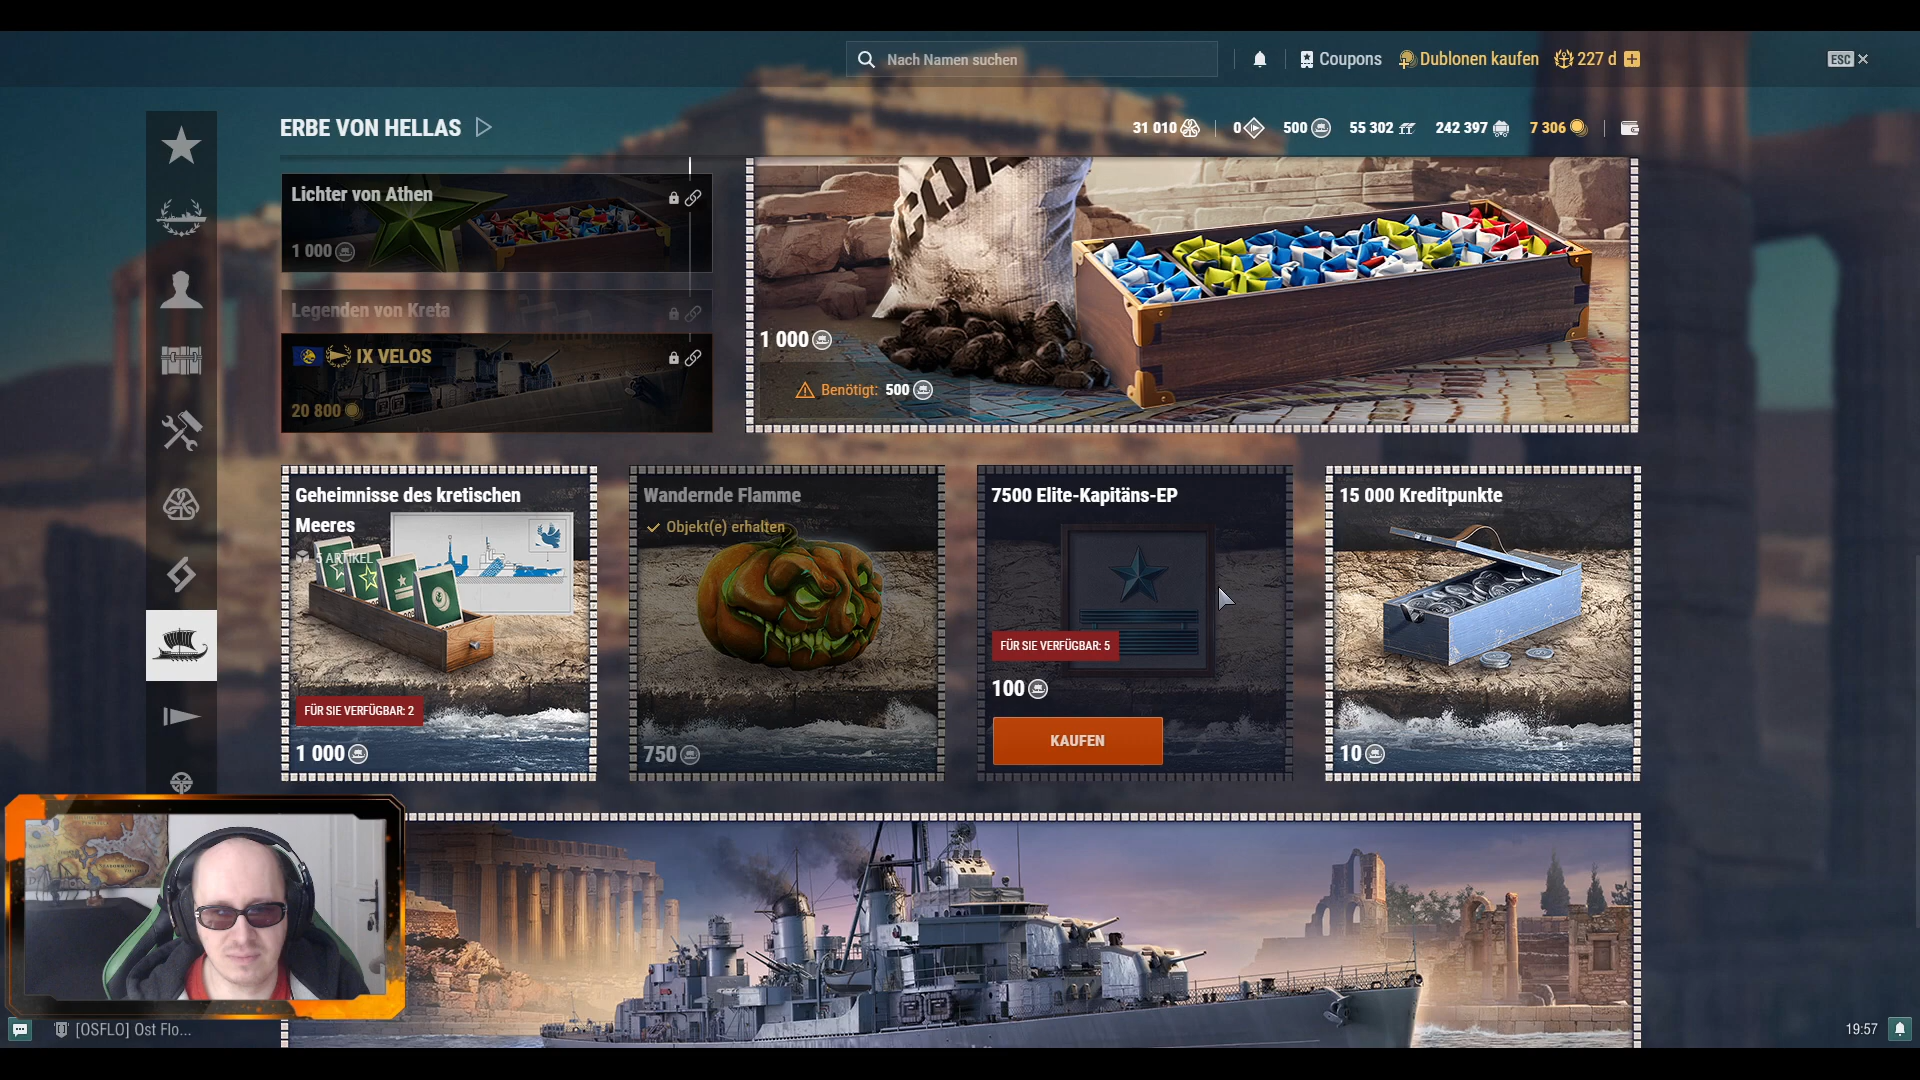 Nach Namen suchen
Coupons
Dublonen kaufen
227 d
ESC
ERBE VON HELLAS
31 010
0
500
55 302
242 397
7 306
Lichter von Athen
1 000
Legenden von Kreta
IX VELOS
20 800
1 000
Benötigt: 500
Geheimnisse des kretischen
Meeres
5 ARTIKEL
FÜR SIE VERFÜGBAR: 2
1 000
Wandernde Flamme
Objekt(e) erhalten
750
7500 Elite-Kapitäns-EP
FÜR SIE VERFÜGBAR: 5
100
KAUFEN
15 000 Kreditpunkte
10
[OSFLO] Ost Flo...
19:57